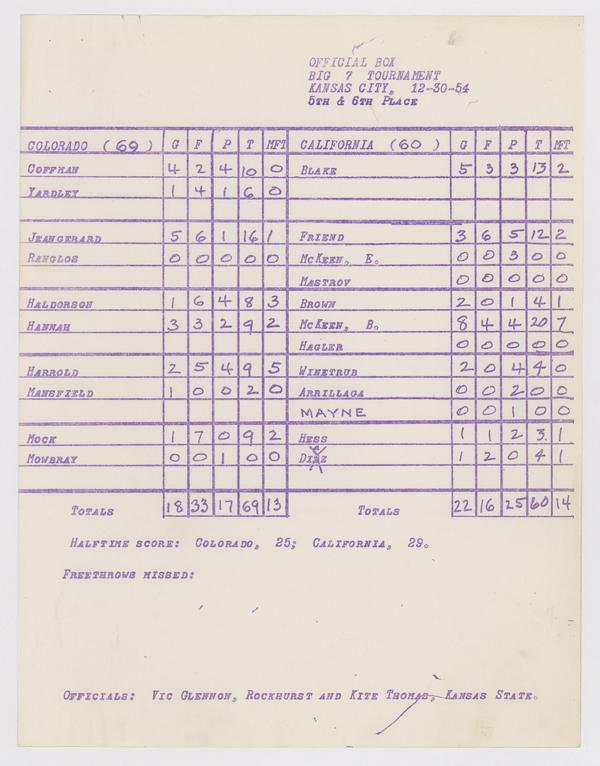 OFFICIAL BOX
BIG 7 TOURNAMENT
KANSAS CITY, 12-30-54
5TH & 6TH PLACE
COLORADO (69) G F P T MFT CALIFORNIA (60) G F P T MFT
COFFMAN 4 2 4 10 0 BLAKE 5 3 3 13 2
YARDLEY 1 4 1 6 0
JEANGERARD 5 6 1 16 1 FRIEND 3 6 5 12 2
RANGLOS 0 0 0 0 0 MCKEEN, E. 0 0 3 0 0
MASTROV 0 0 0 0 0
HALDORSON 1 6 4 8 3 BROWN 2 0 1 4 1
HANNAH 3 3 2 9 2 MCKEEN, B. 8 4 4 20 7
HAGLER 0 0 0 0 0
HARROLD 2 5 4 9 5 WINETRUB 2 0 4 4 0
MANSFIELD 1 0 0 2 0 ARRILLAGA 0 0 2 0 0
MAYNE 0 0 1 0 0
MOCK 1 7 0 9 2 HESS 1 1 2 3 1
MOWBRAY 0 0 1 0 0 DIAZ 1 2 0 4 1
TOTALS 18 33 17 69 13 TOTALS 22 16 25 60 14
HALFTIME SCORE: COLORADO, 25; CALIFORNIA, 29.
FREETHROWS MISSED:
OFFICIALS: VIC GLENNON, ROCKHURST AND KITE THOMAS, KANSAS STATE.